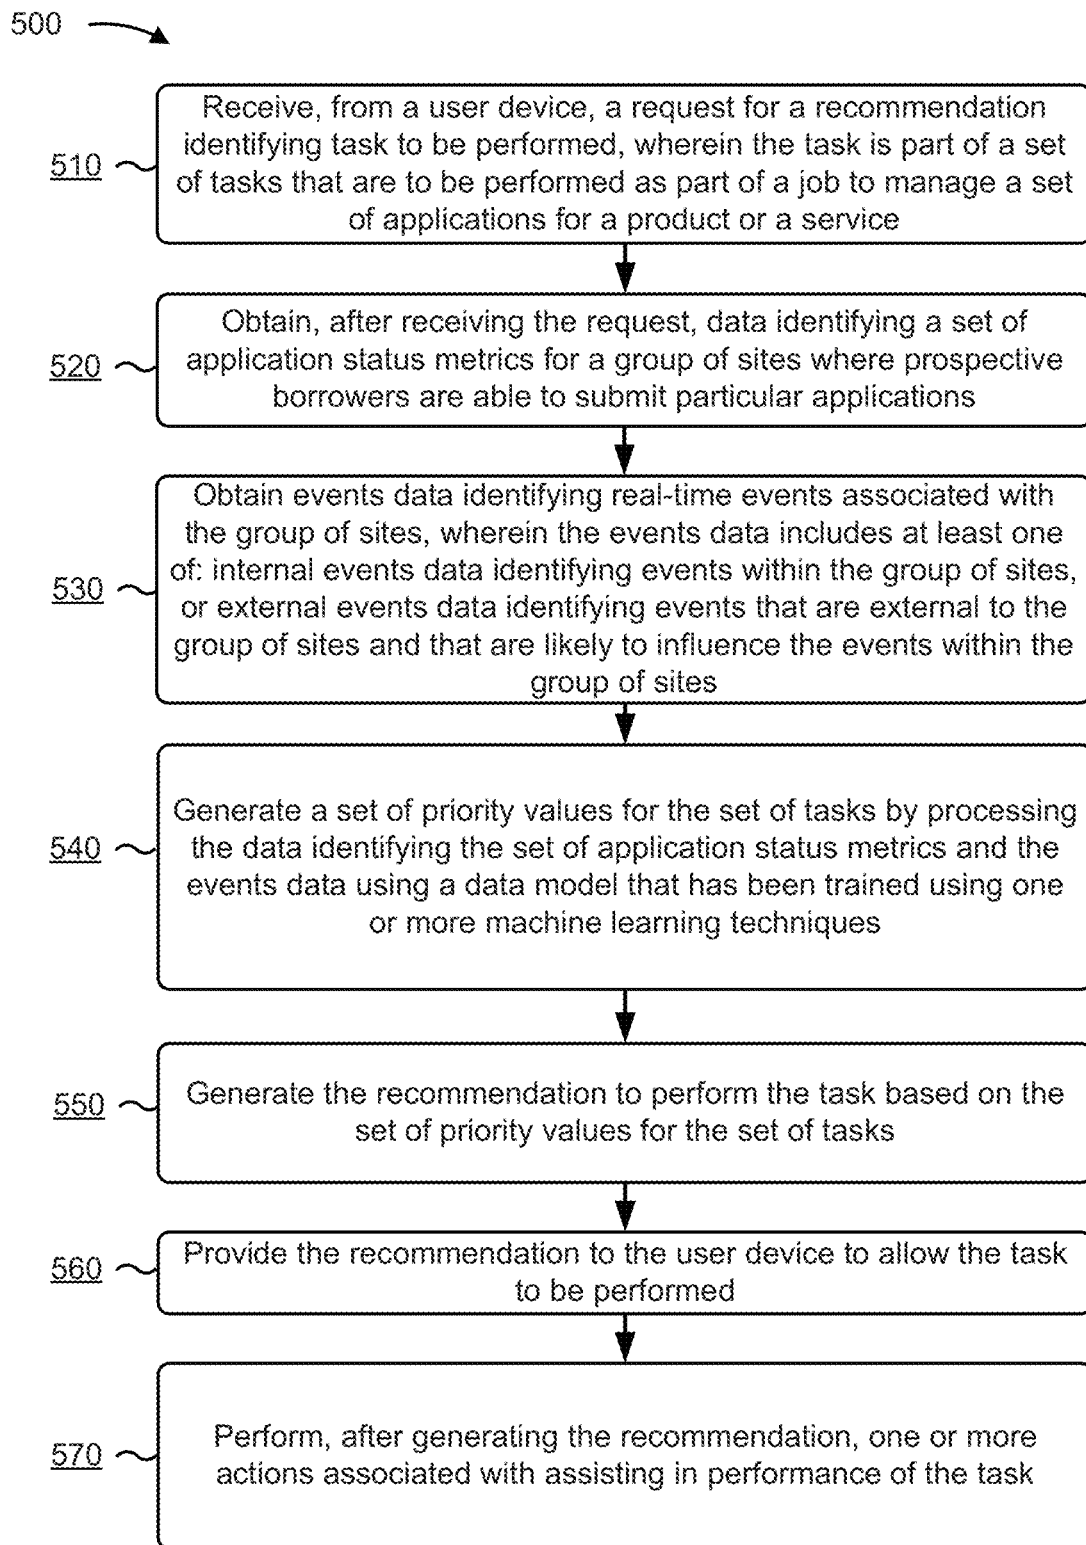 500
Receive, from a user device, a request for a recommendation
identifying task to be performed, wherein the task is part of a set
of tasks that are to be performed as part of a job to manage a set
of applications for a product or a service
510
Obtain, after receiving the request, data identifying a set of
application status metrics for a group of sites where prospective
borrowers are able to submit particular applications
520
Obtain events data identifying real-time events associated with
the group of sites, wherein the events data includes at least one
of: internal events data identifying events within the group of sites,
or external events data identifying events that are external to the
group of sites and that are likely to influence the events within the
group of sites
530
Generate a set of priority values for the set of tasks by processing
the data identifying the set of application status metrics and the
events data using a data model that has been trained using one
or more machine learning techniques
540
Generate the recommendation to perform the task based on the
set of priority values for the set of tasks
550
Provide the recommendation to the user device to allow the task
to be performed
560
Perform, after generating the recommendation, one or more
actions associated with assisting in performance of the task
570